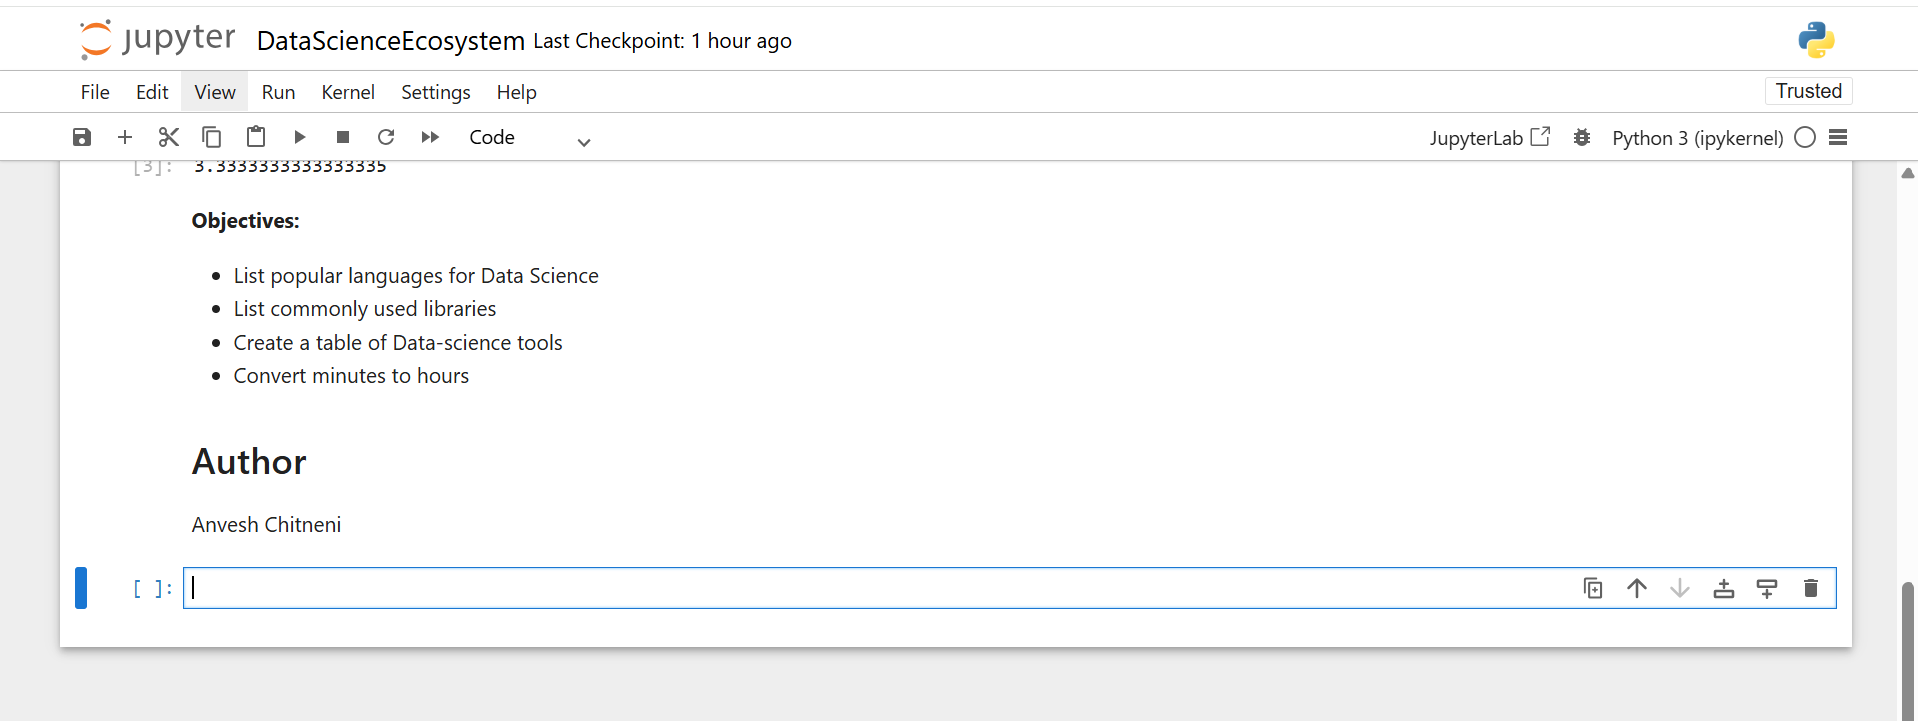 jupyter DataScienceEcosystem Last Checkpoint: 1 hour ago
File Edit View Run Kernel Settings Help Trusted
Code JupyterLab Python 3 (ipykernel)
[3]: 3.3333333333333335
Objectives:
List popular languages for Data Science
List commonly used libraries
Create a table of Data-science tools
Convert minutes to hours
Author
Anvesh Chitneni
[ ]: